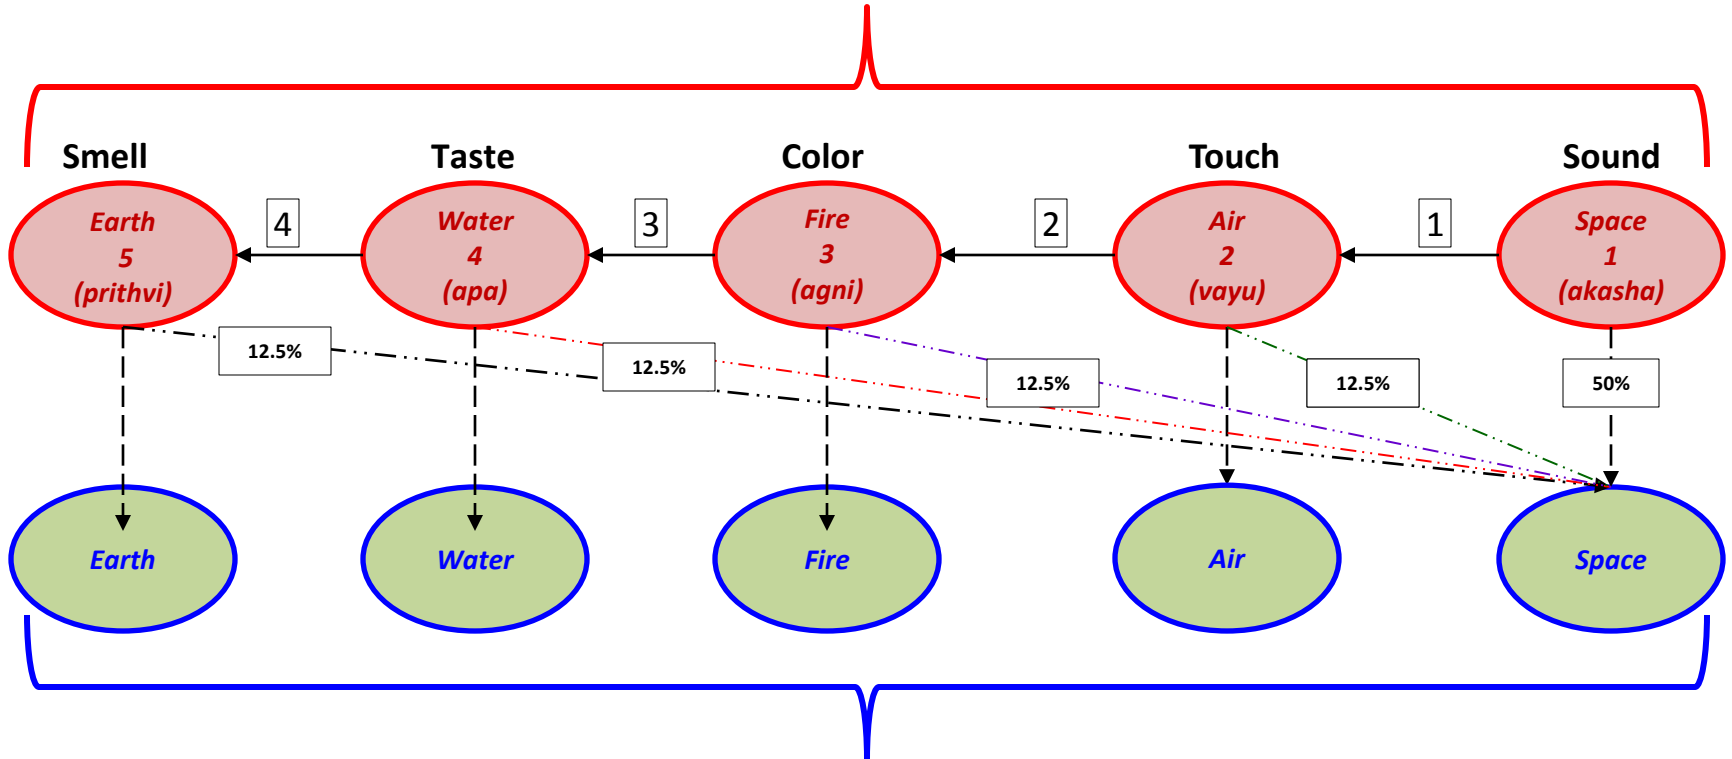 Smell
Taste
Color
Touch
Sound
Earth
5
(prithvi)
4
Water
4
(apa)
3
Fire
3
(agni)
2
Air
2
(vayu)
1
Space
1
(akasha)
12.5%
12.5%
12.5%
12.5%
50%
Earth
Water
Fire
Air
Space